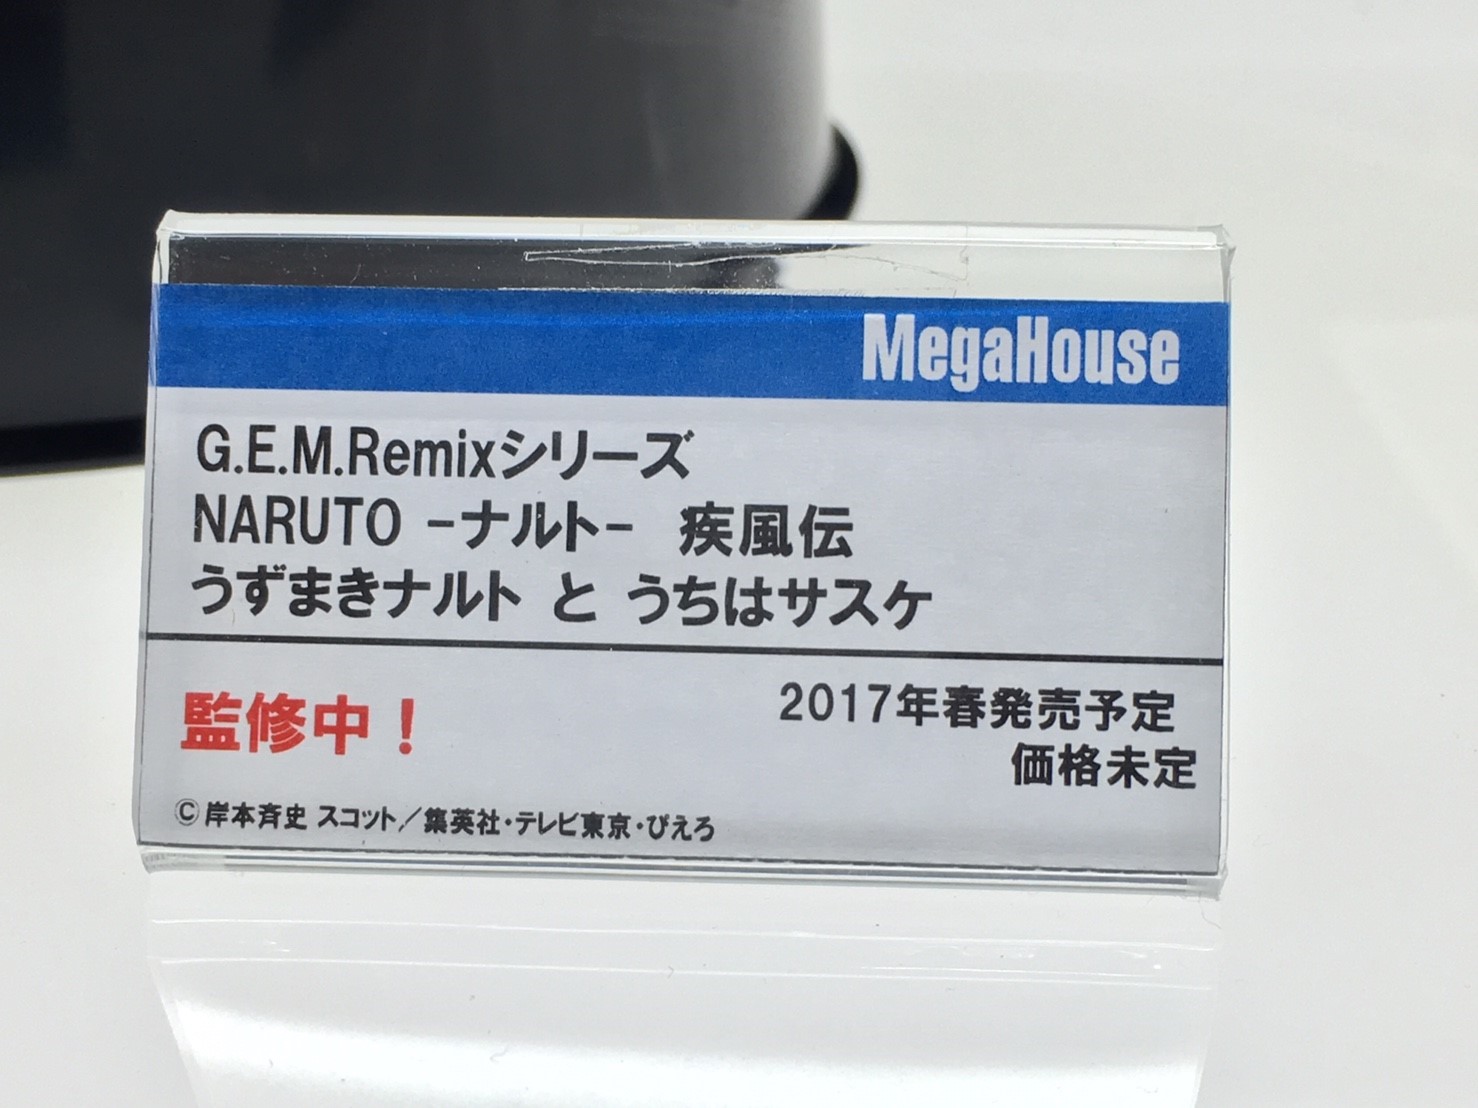 MegaHouse
G.E.M.Remixシリーズ
NARUTO -ナルト- 疾風伝
うずまきナルト と うちはサスケ
監修中！
2017年春発売予定
価格未定
©岸本斉史 スコット／集英社・テレビ東京・ぴえろ